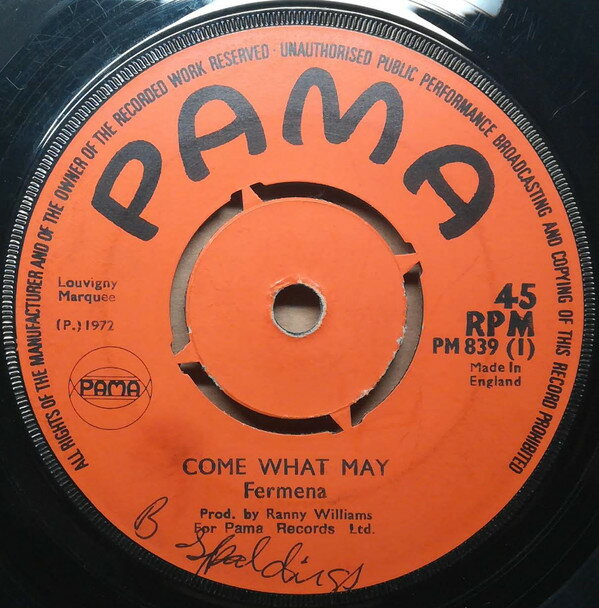 ALL RIGHTS OF THE MANUFACTURER AND OF THE OWNER OF THE RECORDED WORK RESERVED · UNAUTHORISED PUBLIC PERFORMANCE BROADCASTING AND COPYING OF THIS RECORD PROHIBITED
PAMA
Louvigny
Marquee
(P.) 1972
PAMA
45
RPM
PM 839 (1)
Made In
England
COME WHAT MAY
Fermena
Prod. by Ranny Williams
For Pama Records Ltd.
B Spaldings